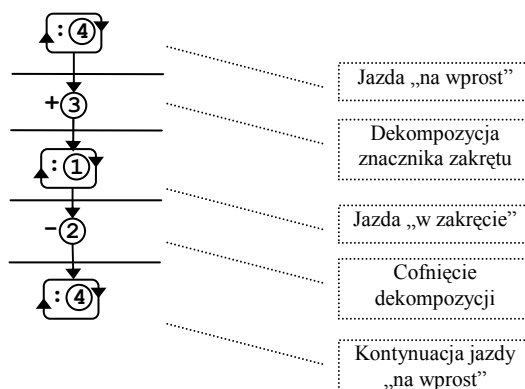 : 4
Jazda „na wprost”
+ 3
Dekompozycja
znacznika zakrętu
: 1
Jazda „w zakręcie”
- 2
Cofnięcie
dekompozycji
: 4
Kontynuacja jazdy
„na wprost”